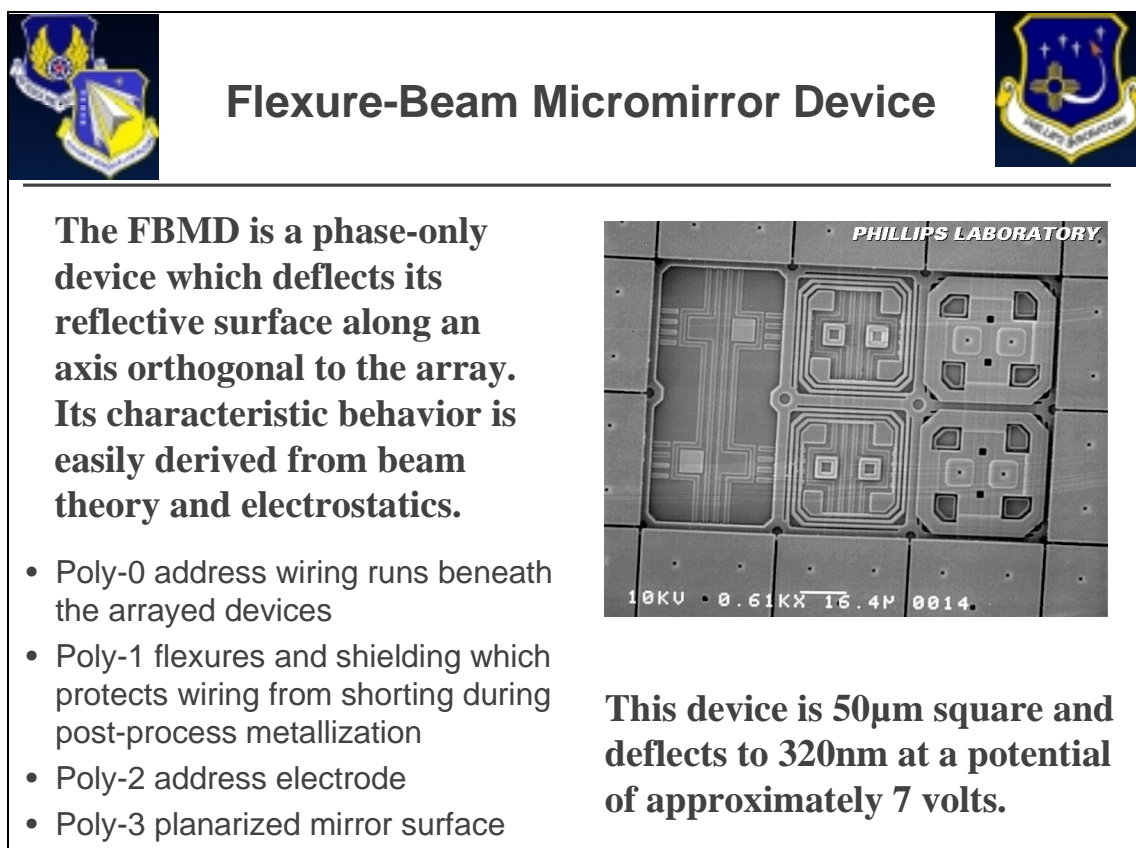 Flexure-Beam Micromirror Device
The FBMD is a phase-only
device which deflects its
reflective surface along an
axis orthogonal to the array.
Its characteristic behavior is
easily derived from beam
theory and electrostatics.
• Poly-0 address wiring runs beneath
the arrayed devices
• Poly-1 flexures and shielding which
protects wiring from shorting during
post-process metallization
• Poly-2 address electrode
• Poly-3 planarized mirror surface
PHILLIPS LABORATORY
10KV 0.61KX 16.4µ 0014
This device is 50µm square and
deflects to 320nm at a potential
of approximately 7 volts.
PHILLIPS LABORATORY